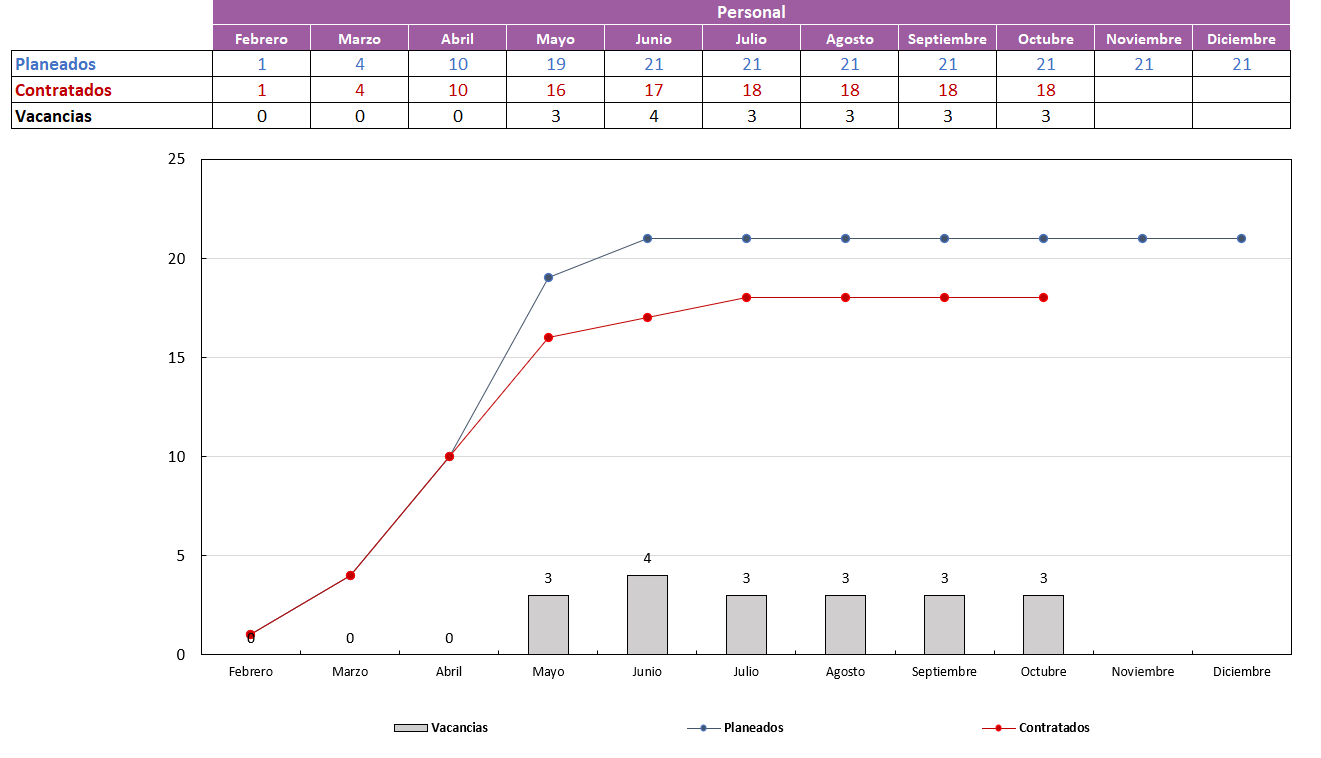 Personal
Febrero Marzo Abril Mayo Junio Julio Agosto Septiembre Octubre Noviembre Diciembre
Planeados 1 4 10 19 21 21 21 21 21 21 21
Contratados 1 4 10 16 17 18 18 18 18
Vacancias 0 0 0 3 4 3 3 3 3
25
20
15
10
5
4
3 3 3 3 3
0 0 0
0
Febrero Marzo Abril Mayo Junio Julio Agosto Septiembre Octubre Noviembre Diciembre
Vacancias Planeados Contratados